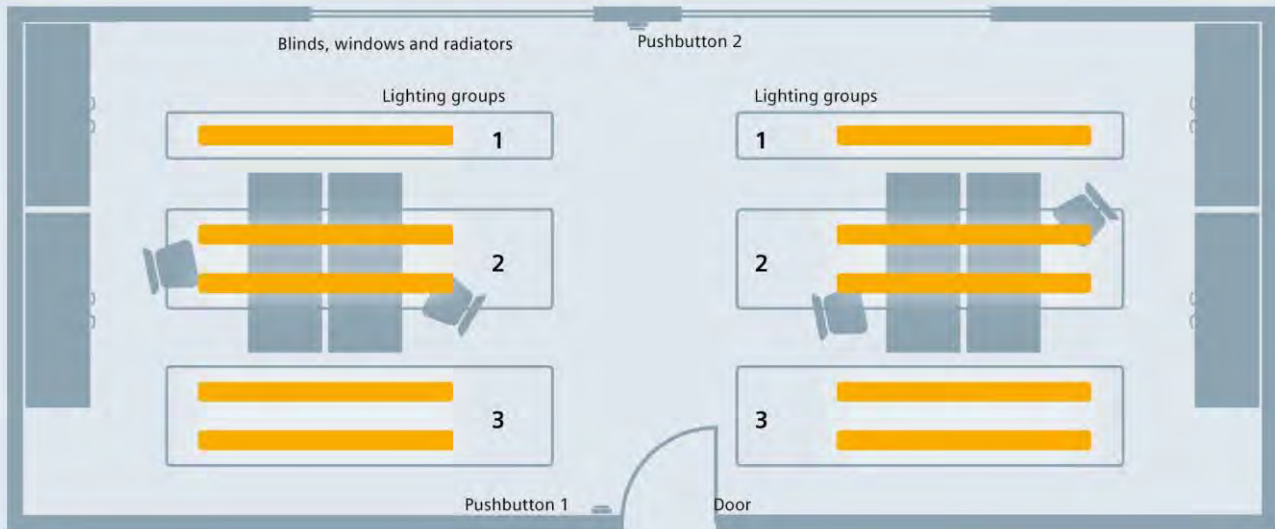 Blinds, windows and radiators
Pushbutton 2
Lighting groups
Lighting groups
1
1
2
2
3
3
Pushbutton 1
Door